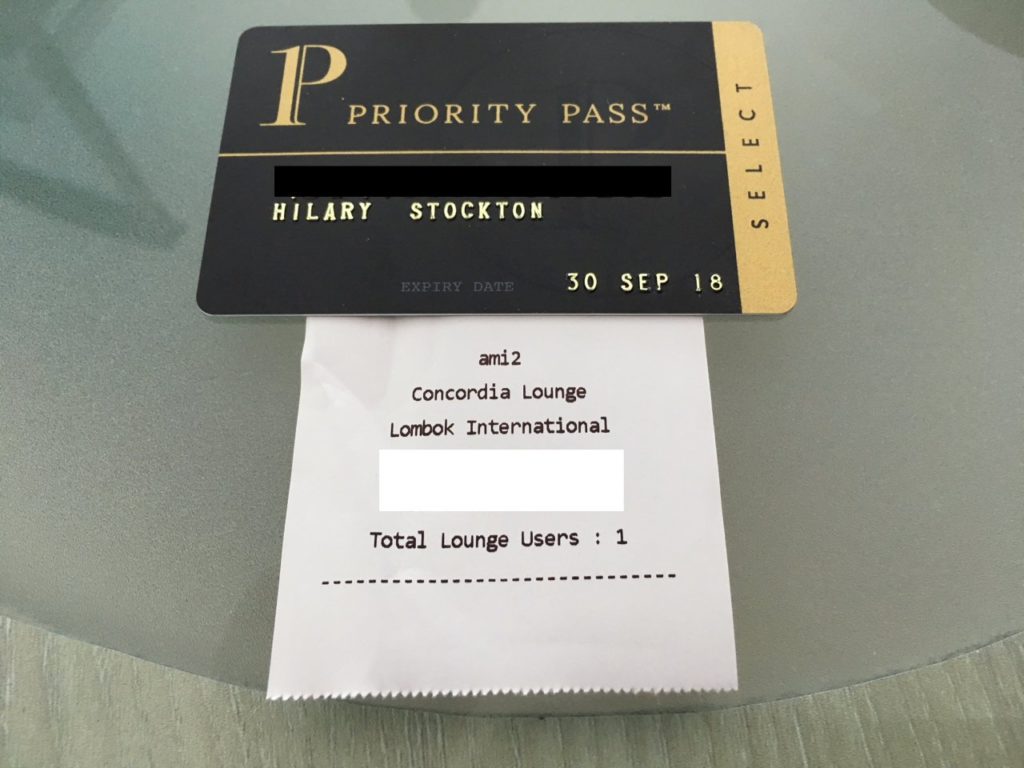 PRIORITY PASS™
SELECT
HILARY STOCKTON
EXPIRY DATE 30 SEP 18
ami2
Concordia Lounge
Lombok International
Total Lounge Users : 1
--------------------------------